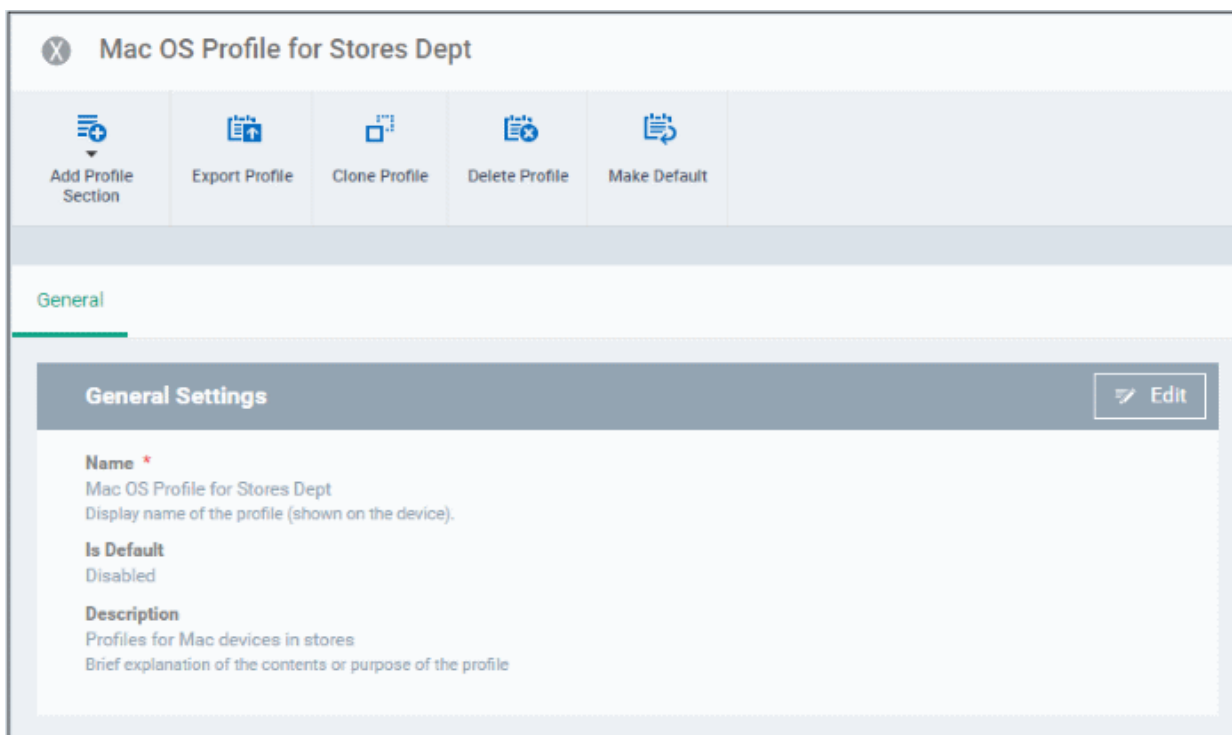 X Mac OS Profile for Stores Dept
Add Profile
Section
Export Profile
Clone Profile
Delete Profile
Make Default
General
General Settings
Edit
Name *
Mac OS Profile for Stores Dept
Display name of the profile (shown on the device).
Is Default
Disabled
Description
Profiles for Mac devices in stores
Brief explanation of the contents or purpose of the profile